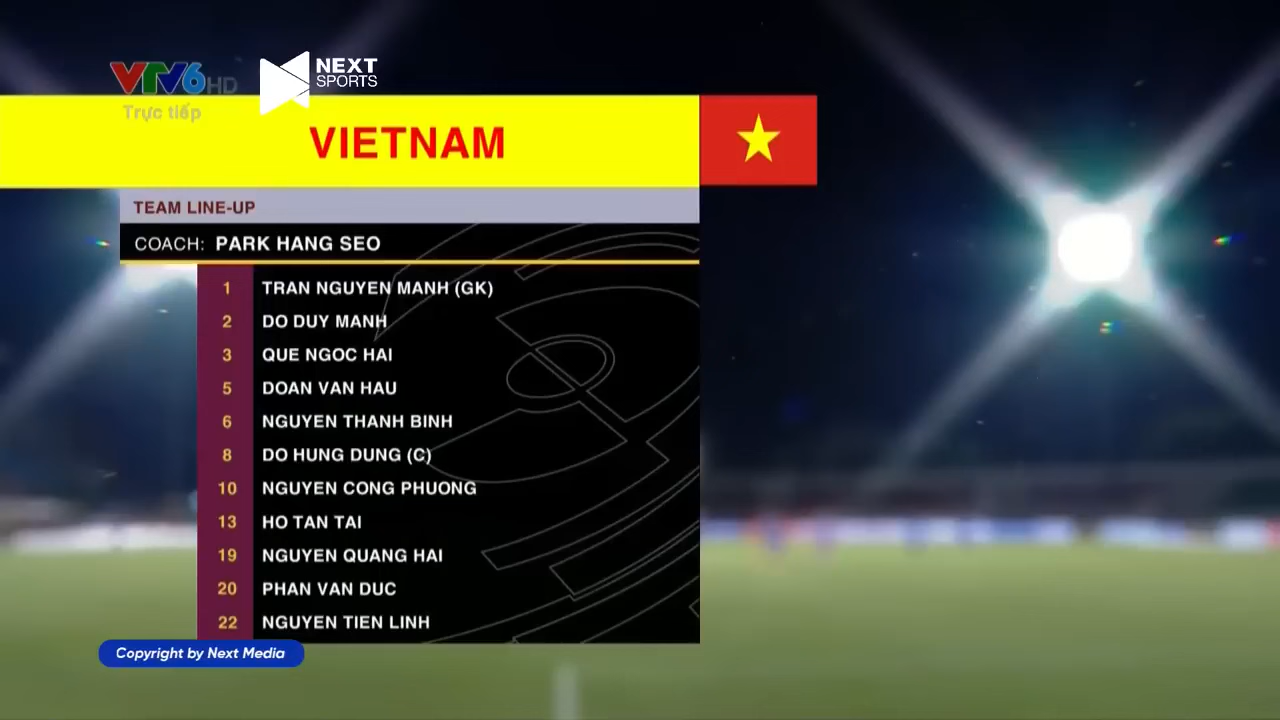 VTV6 HD
Trực tiếp
NEXT
SPORTS
VIETNAM
TEAM LINE-UP
COACH: PARK HANG SEO
1 TRAN NGUYEN MANH (GK)
2 DO DUY MANH
3 QUE NGOC HAI
5 DOAN VAN HAU
6 NGUYEN THANH BINH
8 DO HUNG DUNG (C)
10 NGUYEN CONG PHUONG
13 HO TAN TAI
19 NGUYEN QUANG HAI
20 PHAN VAN DUC
22 NGUYEN TIEN LINH
Copyright by Next Media